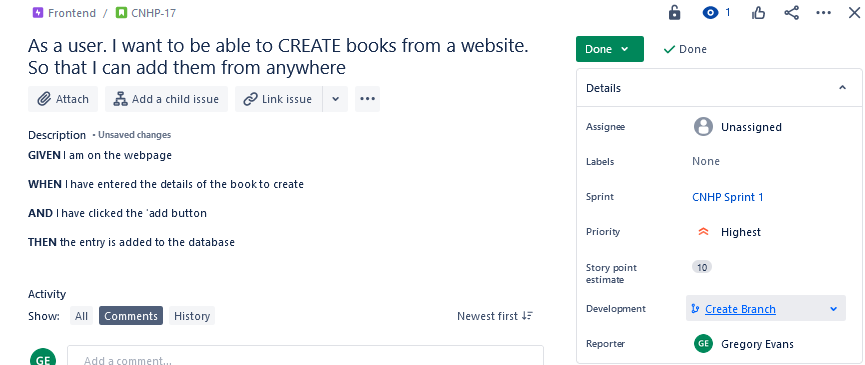 Frontend / CNHP-17
1
As a user. I want to be able to CREATE books from a website.
So that I can add them from anywhere
Attach
Add a child issue
Link issue
Description • Unsaved changes
GIVEN I am on the webpage
WHEN I have entered the details of the book to create
AND I have clicked the 'add button
THEN the entry is added to the database
Activity
Show: All Comments History
Newest first
GE
Add a comment...
Done
Done
Details
Assignee Unassigned
Labels None
Sprint CNHP Sprint 1
Priority Highest
Story point
estimate
10
Development Create Branch
Reporter GE Gregory Evans